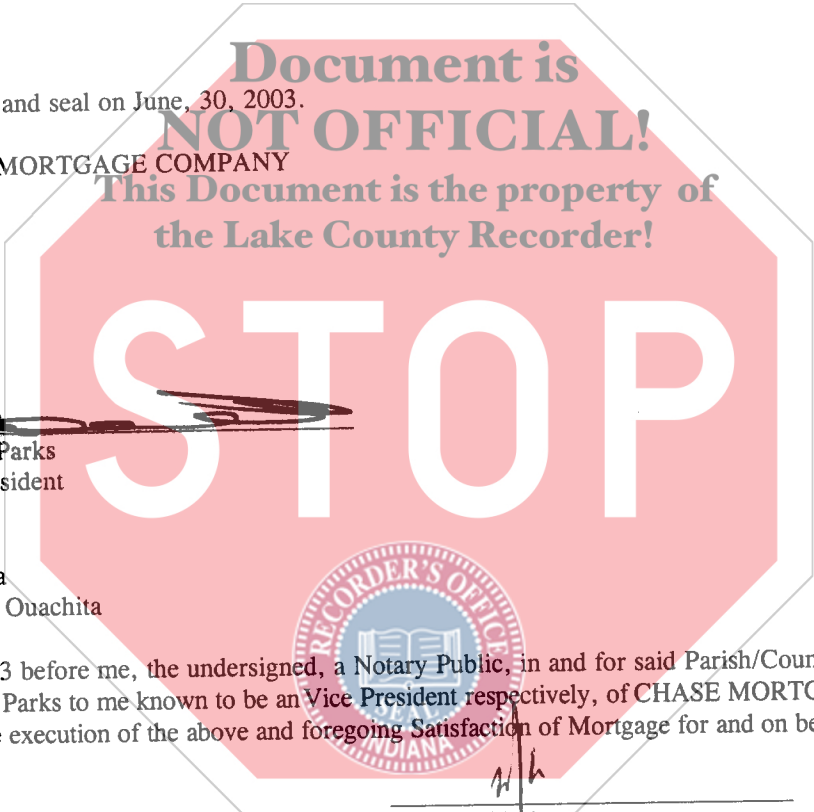 Document is
and seal on June, 30, 2003.
NOT OFFICIAL!
MORTGAGE COMPANY
This Document is the property of
the Lake County Recorder!
STOP
Parks
sident
a
Ouachita
RECORDER'S OFFICE
3 before me, the undersigned, a Notary Public, in and for said Parish/Coun
Parks to me known to be an Vice President respectively, of CHASE MORTG
e execution of the above and foregoing Satisfaction of Mortgage for and on be
SEAL
INDIANA